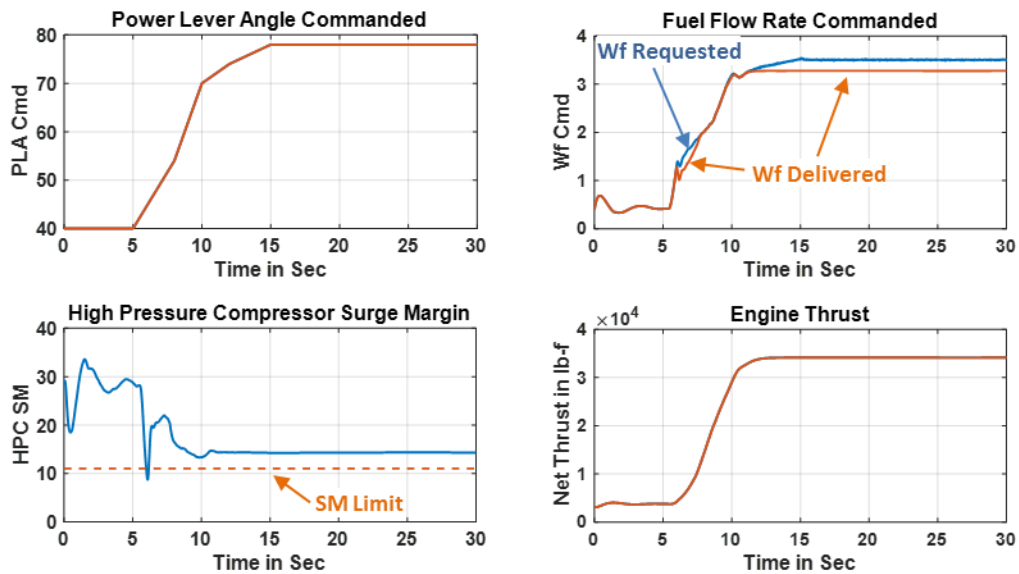 Power Lever Angle Commanded
PLA Cmd
80
70
60
50
40
0 5 10 15 20 25 30
Time in Sec
Fuel Flow Rate Commanded
Wf Cmd
4
3
2
1
0
Wf Requested
Wf Delivered
0 5 10 15 20 25 30
Time in Sec
High Pressure Compressor Surge Margin
HPC SM
40
30
20
10
0
SM Limit
0 5 10 15 20 25 30
Time in Sec
Engine Thrust
×10⁴
Net Thrust in lb-f
4
3
2
1
0
0 5 10 15 20 25 30
Time in Sec